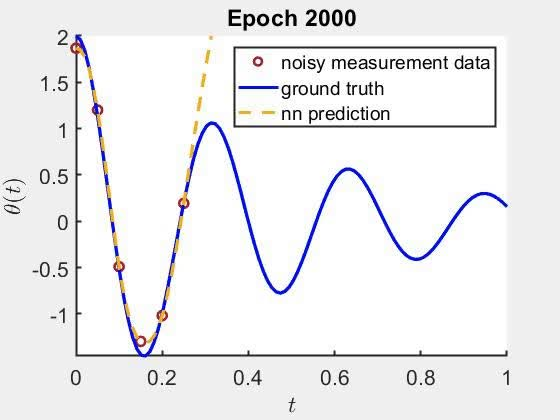 Epoch 2000
noisy measurement data
ground truth
nn prediction
2
1.5
1
0.5
0
-0.5
-1
θ(t)
0
0.2
0.4
0.6
0.8
1
t